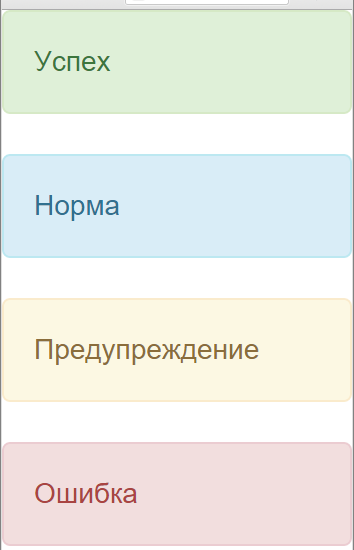 Успех
Норма
Предупреждение
Ошибка